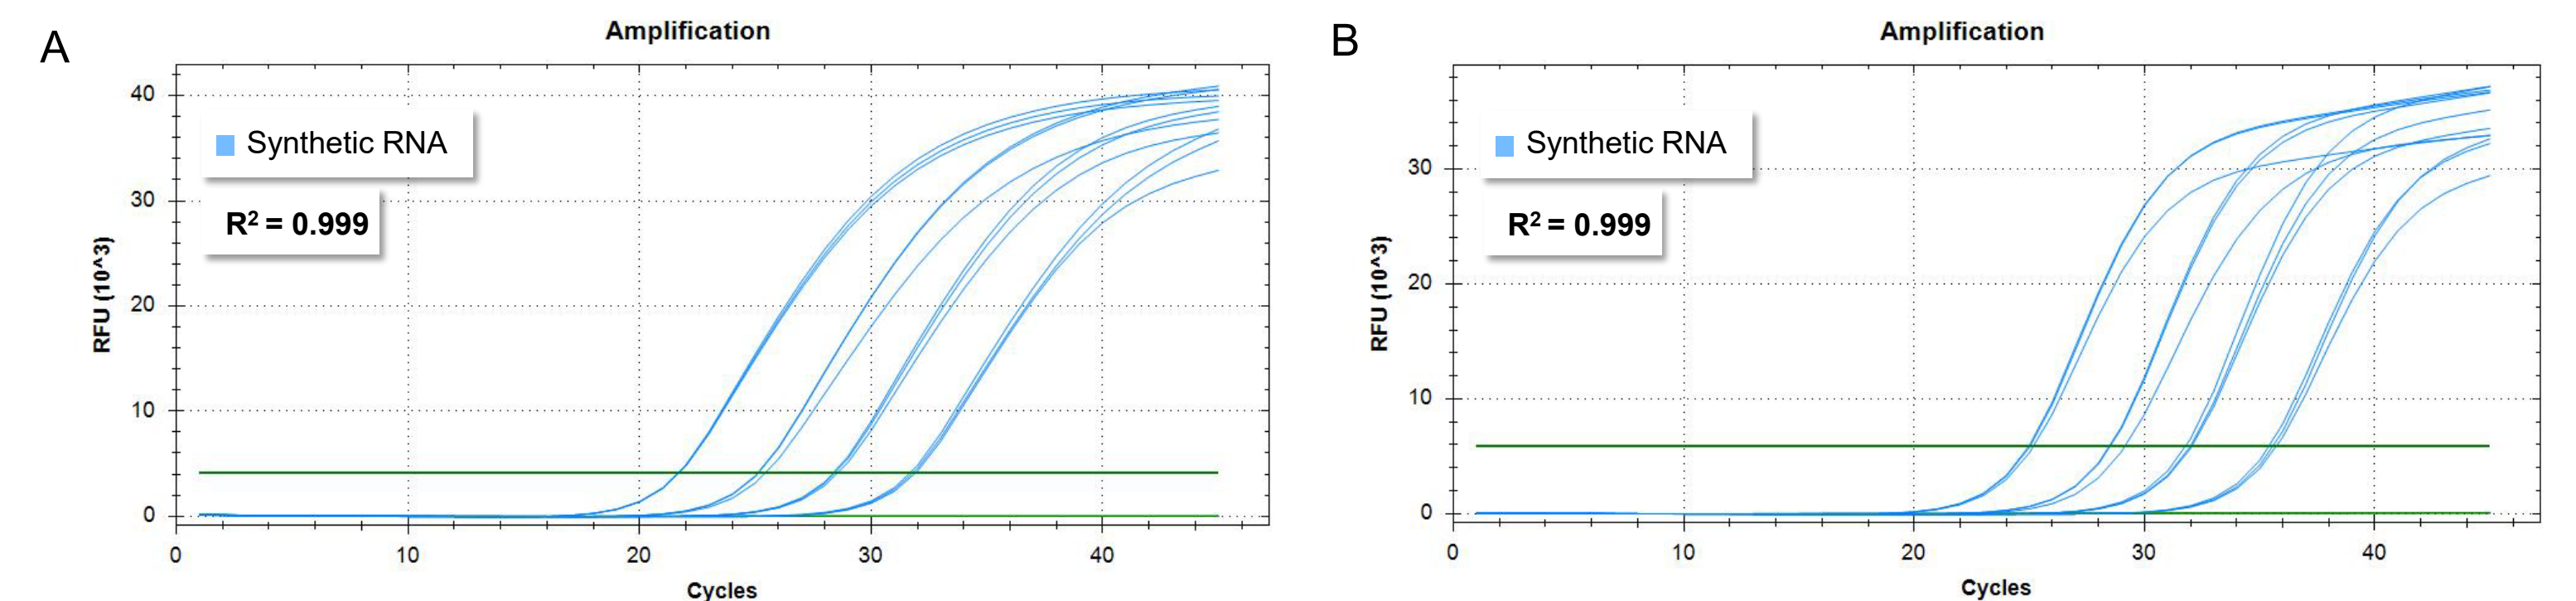 A
Amplification
40
30
20
10
0
RFU (10^3)
Synthetic RNA
R² = 0.999
0 10 20 30 40
Cycles
B
Amplification
30
20
10
0
RFU (10^3)
Synthetic RNA
R² = 0.999
0 10 20 30 40
Cycles